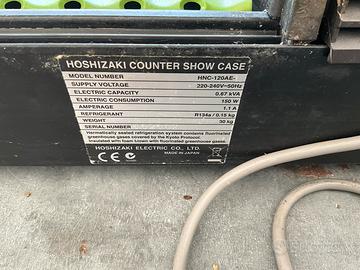 HOSHIZAKI COUNTER SHOW CASE
MODEL NUMBER HNC-120AE-
SUPPLY VOLTAGE 220-240V~50Hz
ELECTRIC CAPACITY 0.67 kVA
ELECTRIC CONSUMPTION 150 W
AMPERAGE 1.1 A
REFRIGERANT R134a / 0.15 kg
WEIGHT 30 kg
SERIAL NUMBER
Hermetically sealed refrigeration system contains fluorinated
greenhouse gases covered by the Kyoto Protocol.
Insulated with foam blown with fluorinated greenhouse gases.
HOSHIZAKI ELECTRIC CO., LTD.
CE MADE IN JAPAN
subito